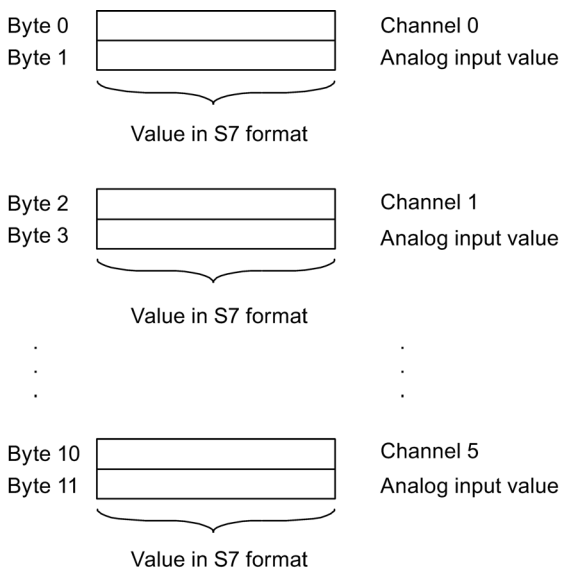 Byte 0 Channel 0
Byte 1 Analog input value
Value in S7 format
Byte 2 Channel 1
Byte 3 Analog input value
Value in S7 format
. .
. .
. .
Byte 10 Channel 5
Byte 11 Analog input value
Value in S7 format